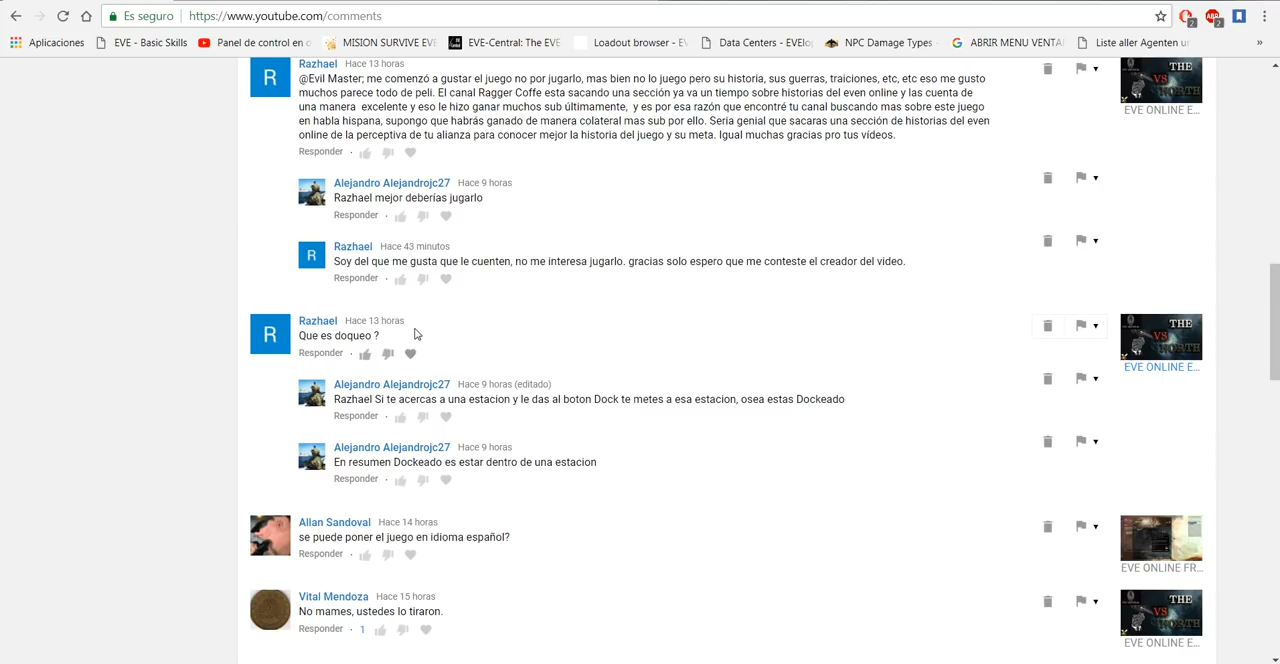 Es seguro | https://www.youtube.com/comments
2
2
Aplicaciones
EVE - Basic Skills
Panel de control en
MISION SURVIVE EVE
EVE-Central: The EVE
Loadout browser - EV
Data Centers - EVElo
NPC Damage Types -
ABRIR MENU VENTA
Liste aller Agenten u
»
R
Razhael Hace 13 horas
@Evil Master; me comenzo a gustar el juego no por jugarlo, mas bien no lo juego pero su historia, sus guerras, traiciones, etc, etc eso me gusto
muchos parece todo de peli. El canal Ragger Coffe esta sacando una sección ya va un tiempo sobre historias del even online y las cuenta de
una manera excelente y eso le hizo ganar muchos sub últimamente, y es por esa razón que encontré tu canal buscando mas sobre este juego
en habla hispana, supongo que habrás ganado de manera colateral mas sub por ello. Seria genial que sacaras una sección de historias del even
online de la perceptiva de tu alianza para conocer mejor la historia del juego y su meta. Igual muchas gracias pro tus vídeos.
Responder ·
THE
VS
NORTH
EVE ONLINE E...
Alejandro Alejandrojc27 Hace 9 horas
Razhael mejor deberías jugarlo
Responder ·
R
Razhael Hace 43 minutos
Soy del que me gusta que le cuenten, no me interesa jugarlo. gracias solo espero que me conteste el creador del video.
Responder ·
R
Razhael Hace 13 horas
Que es doqueo ?
Responder ·
THE
VS
NORTH
EVE ONLINE E...
Alejandro Alejandrojc27 Hace 9 horas (editado)
Razhael Si te acercas a una estacion y le das al boton Dock te metes a esa estacion, osea estas Dockeado
Responder ·
Alejandro Alejandrojc27 Hace 9 horas
En resumen Dockeado es estar dentro de una estacion
Responder ·
Allan Sandoval Hace 14 horas
se puede poner el juego en idioma español?
Responder ·
EVE ONLINE FR...
Vital Mendoza Hace 15 horas
No mames, ustedes lo tiraron.
Responder · 1
THE
VS
NORTH
EVE ONLINE E...